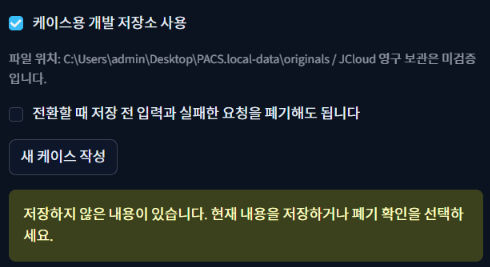 케이스용 개발 저장소 사용
파일 위치: C:\Users\admin\Desktop\PACS.local-data\originals / JCloud 영구 보관은 미검증
입니다.
전환할 때 저장 전 입력과 실패한 요청을 폐기해도 됩니다
새 케이스 작성
저장하지 않은 내용이 있습니다. 현재 내용을 저장하거나 폐기 확인을 선택하
세요.